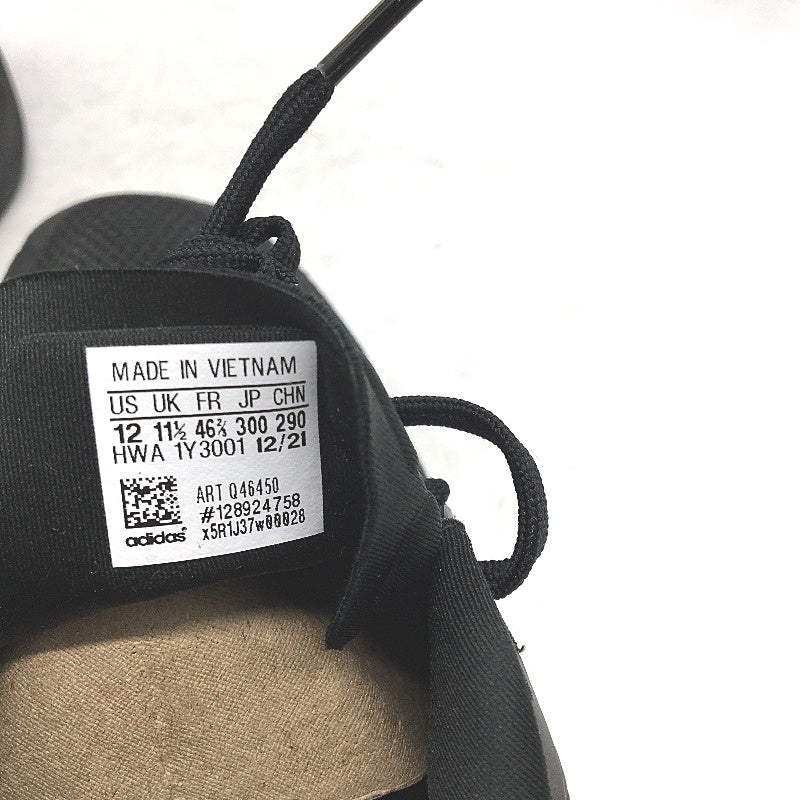 MADE IN VIETNAM
US UK FR JP CHN
12 11½ 46⅔ 300 290
HWA 1Y3001 12/21
ART Q46450
#128924758
x5R1J37w00028
adidas